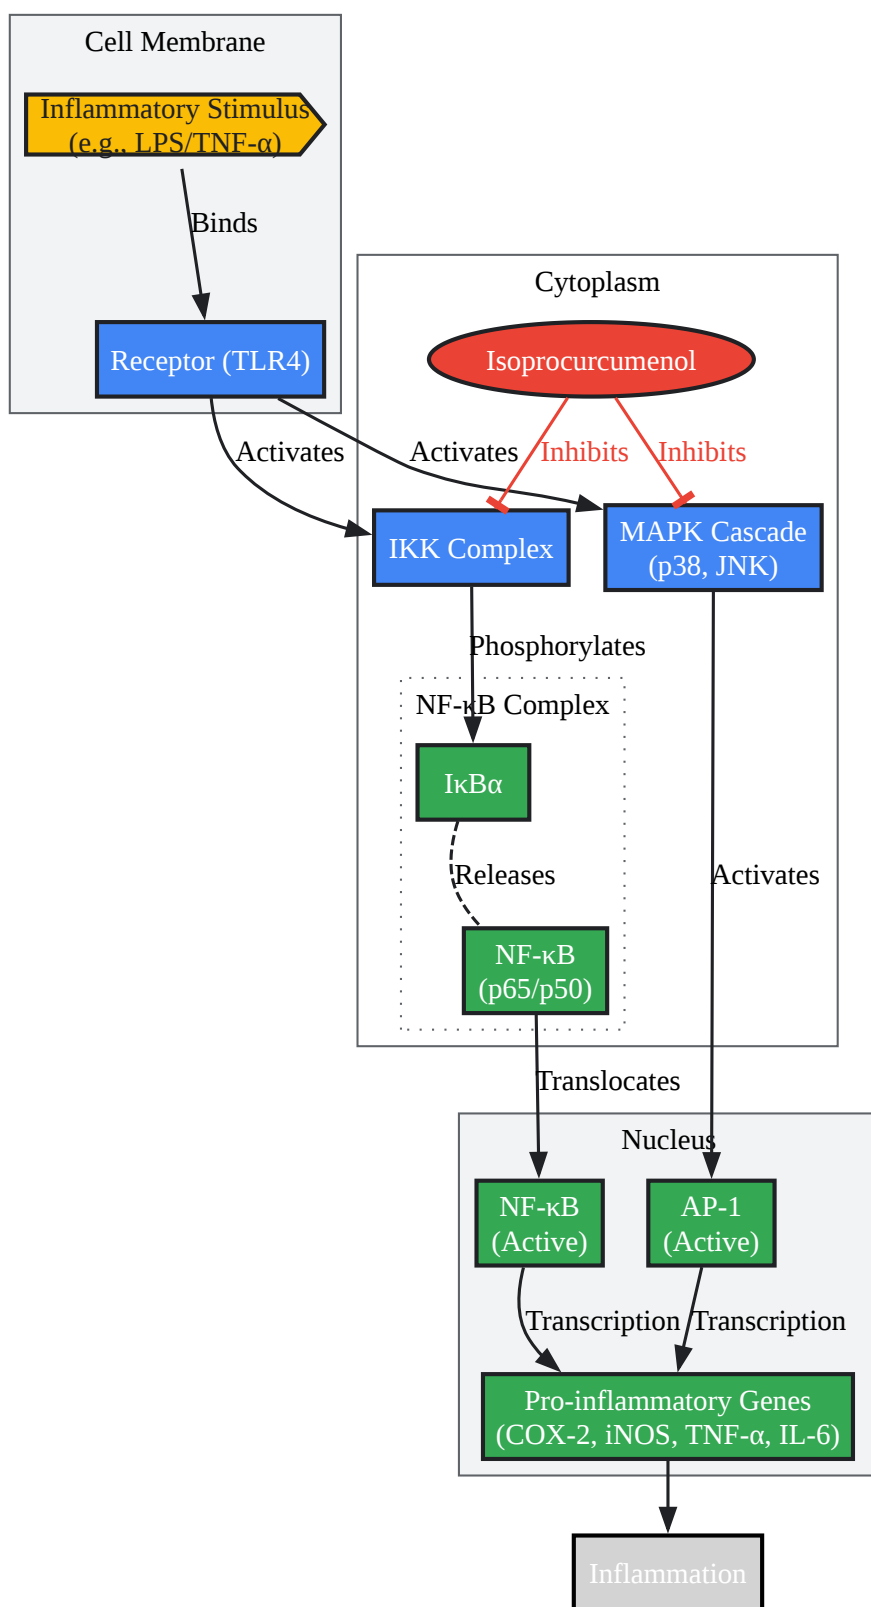 Cell Membrane
Inflammatory Stimulus
(e.g., LPS/TNF-α)
Binds
Receptor (TLR4)
Cytoplasm
Isoprocurcumenol
Activates
Activates
Inhibits
Inhibits
IKK Complex
MAPK Cascade
(p38, JNK)
Phosphorylates
NF-κB Complex
IκBα
Releases
Activates
NF-κB
(p65/p50)
Translocates
Nucleus
NF-κB
(Active)
AP-1
(Active)
Transcription
Transcription
Pro-inflammatory Genes
(COX-2, iNOS, TNF-α, IL-6)
Inflammation